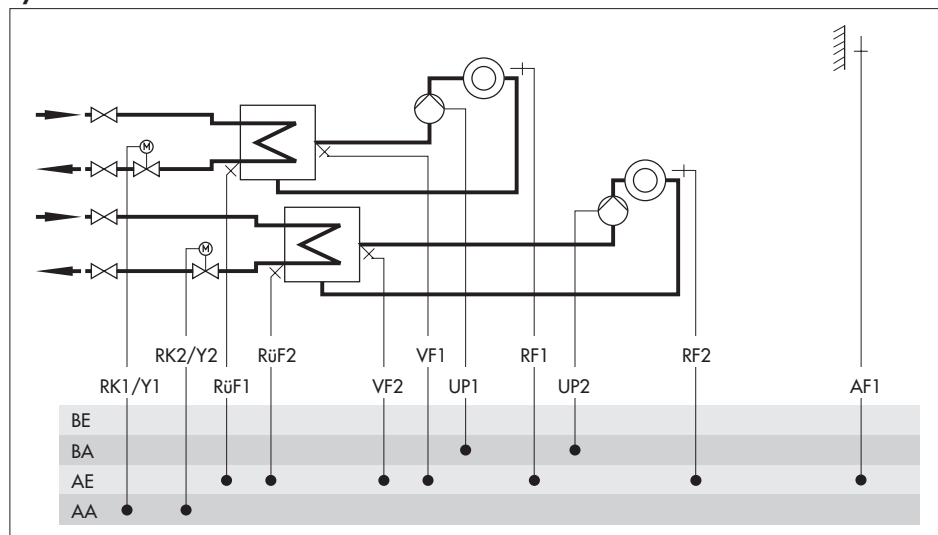 M
M
RK2/Y2 RüF2 VF1 RF1 RF2
RK1/Y1 RüF1 VF2 UP1 UP2 AF1
BE
BA
AE
AA